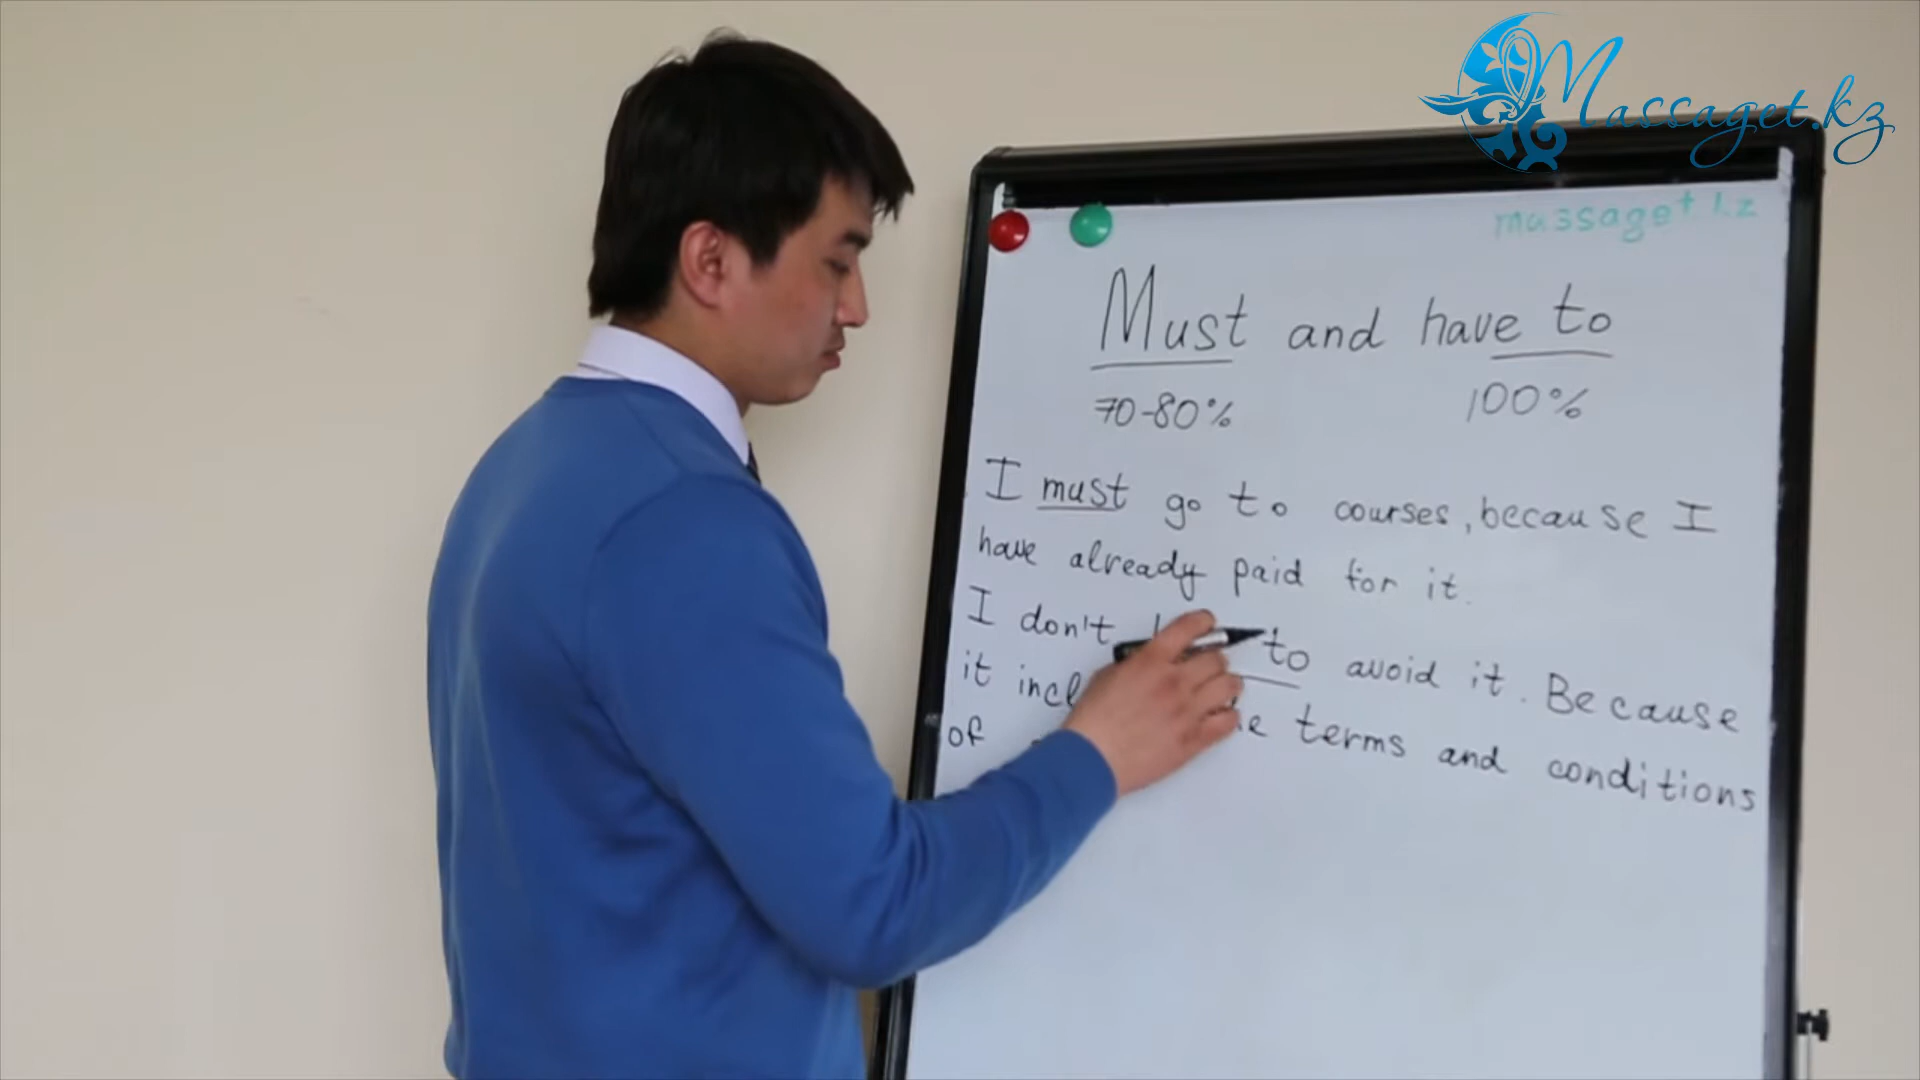 Massaget.kz
massaget kz
Must and have to
70-80% 100%
I must go to courses, because I
have already paid for it.
I don't to avoid it. Because
it
of terms and conditions